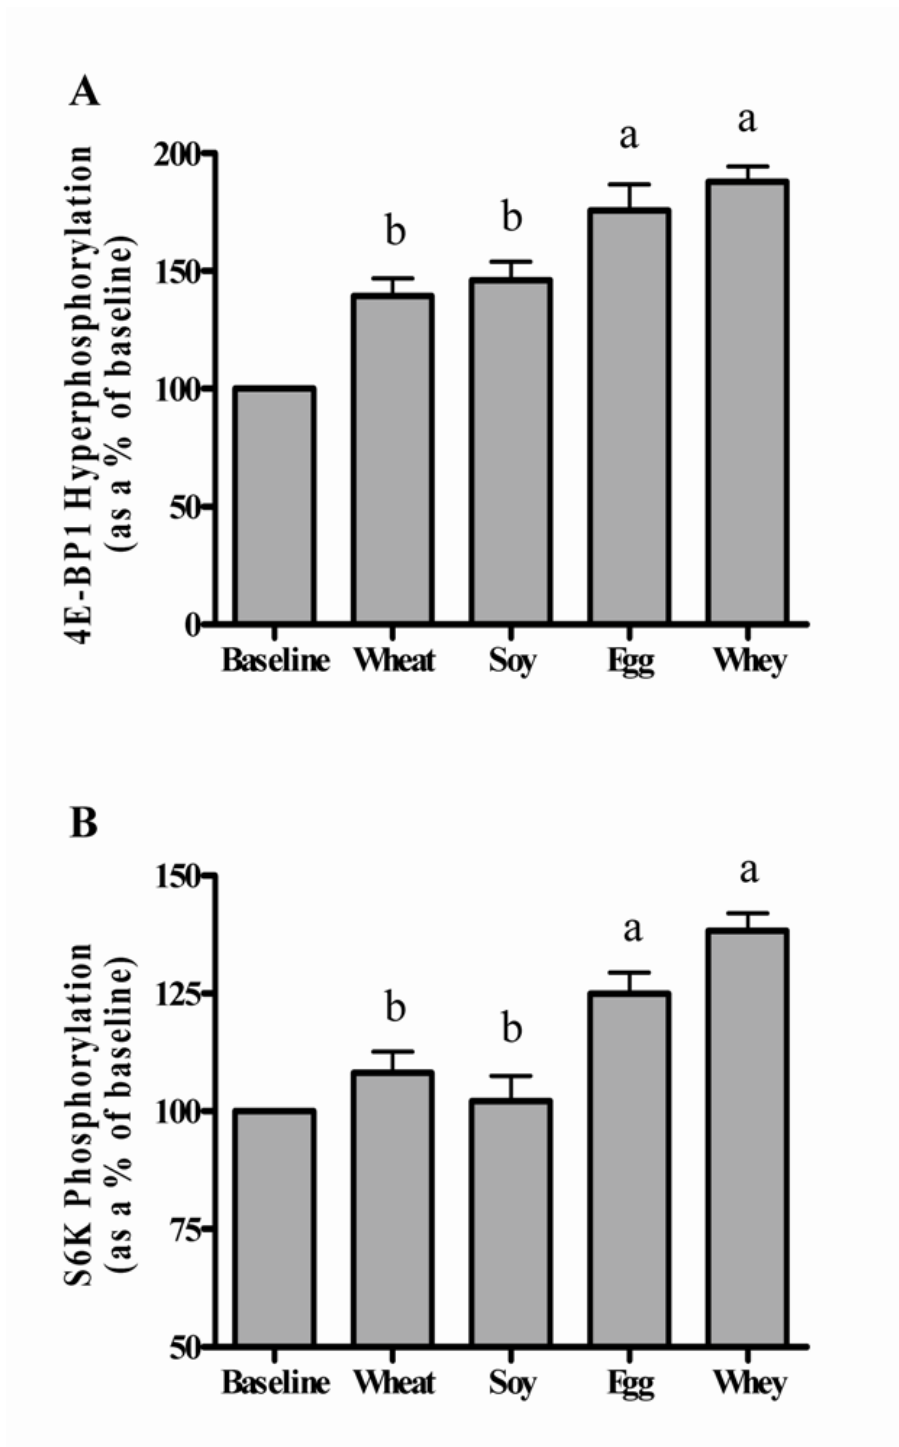 A
4E-BP1 Hyperphosphorylation
(as a % of baseline)
200
150
100
50
0
a
a
b
b
Baseline Wheat Soy Egg Whey
B
S6K Phosphorylation
(as a % of baseline)
150
125
100
75
50
a
a
b
b
Baseline Wheat Soy Egg Whey